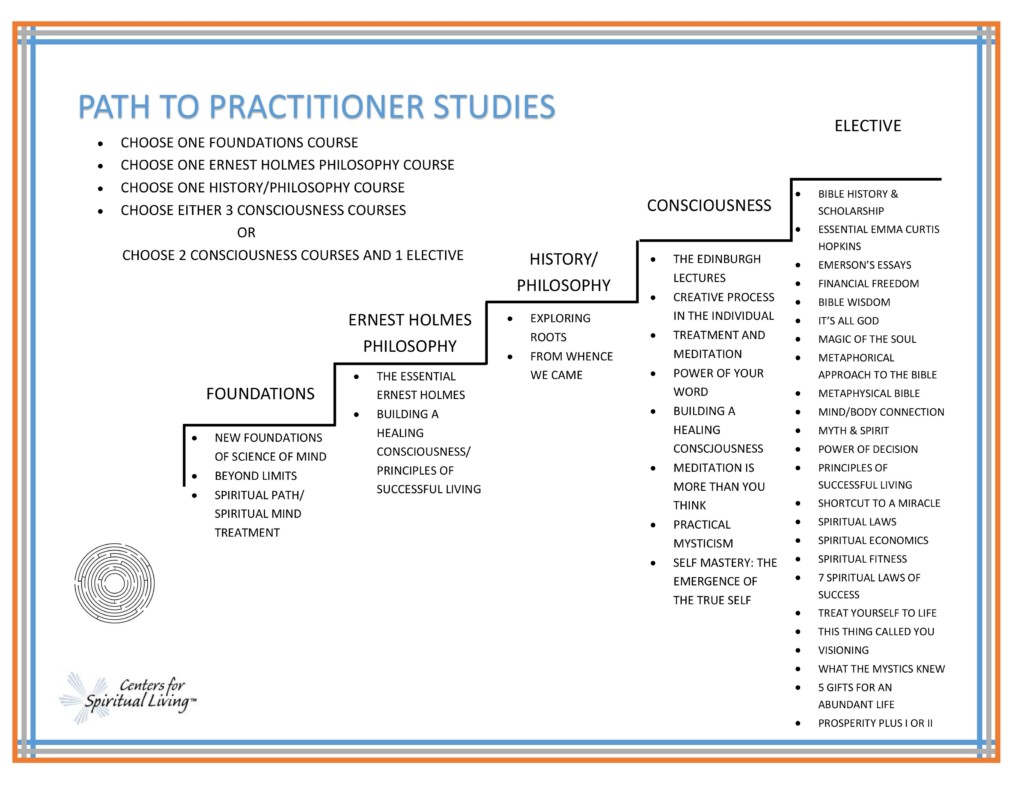 PATH TO PRACTITIONER STUDIES
• CHOOSE ONE FOUNDATIONS COURSE
• CHOOSE ONE ERNEST HOLMES PHILOSOPHY COURSE
• CHOOSE ONE HISTORY/PHILOSOPHY COURSE
• CHOOSE EITHER 3 CONSCIOUSNESS COURSES
OR
CHOOSE 2 CONSCIOUSNESS COURSES AND 1 ELECTIVE
FOUNDATIONS
• NEW FOUNDATIONS
OF SCIENCE OF MIND
• BEYOND LIMITS
• SPIRITUAL PATH/
SPIRITUAL MIND
TREATMENT
ERNEST HOLMES
PHILOSOPHY
• THE ESSENTIAL
ERNEST HOLMES
• BUILDING A
HEALING
CONSCIOUSNESS/
PRINCIPLES OF
SUCCESSFUL LIVING
HISTORY/
PHILOSOPHY
• EXPLORING
ROOTS
• FROM WHENCE
WE CAME
CONSCIOUSNESS
• THE EDINBURGH
LECTURES
• CREATIVE PROCESS
IN THE INDIVIDUAL
• TREATMENT AND
MEDITATION
• POWER OF YOUR
WORD
• BUILDING A
HEALING
CONSCJOUSNESS
• MEDITATION IS
MORE THAN YOU
THINK
• PRACTICAL
MYSTICISM
• SELF MASTERY: THE
EMERGENCE OF
THE TRUE SELF
ELECTIVE
• BIBLE HISTORY &
SCHOLARSHIP
• ESSENTIAL EMMA CURTIS
HOPKINS
• EMERSON'S ESSAYS
• FINANCIAL FREEDOM
• BIBLE WISDOM
• IT'S ALL GOD
• MAGIC OF THE SOUL
• METAPHORICAL
APPROACH TO THE BIBLE
• METAPHYSICAL BIBLE
• MIND/BODY CONNECTION
• MYTH & SPIRIT
• POWER OF DECISION
• PRINCIPLES OF
SUCCESSFUL LIVING
• SHORTCUT TO A MIRACLE
• SPIRITUAL LAWS
• SPIRITUAL ECONOMICS
• SPIRITUAL FITNESS
• 7 SPIRITUAL LAWS OF
SUCCESS
• TREAT YOURSELF TO LIFE
• THIS THING CALLED YOU
• VISIONING
• WHAT THE MYSTICS KNEW
• 5 GIFTS FOR AN
ABUNDANT LIFE
• PROSPERITY PLUS I OR II
Centers for
Spiritual Living™